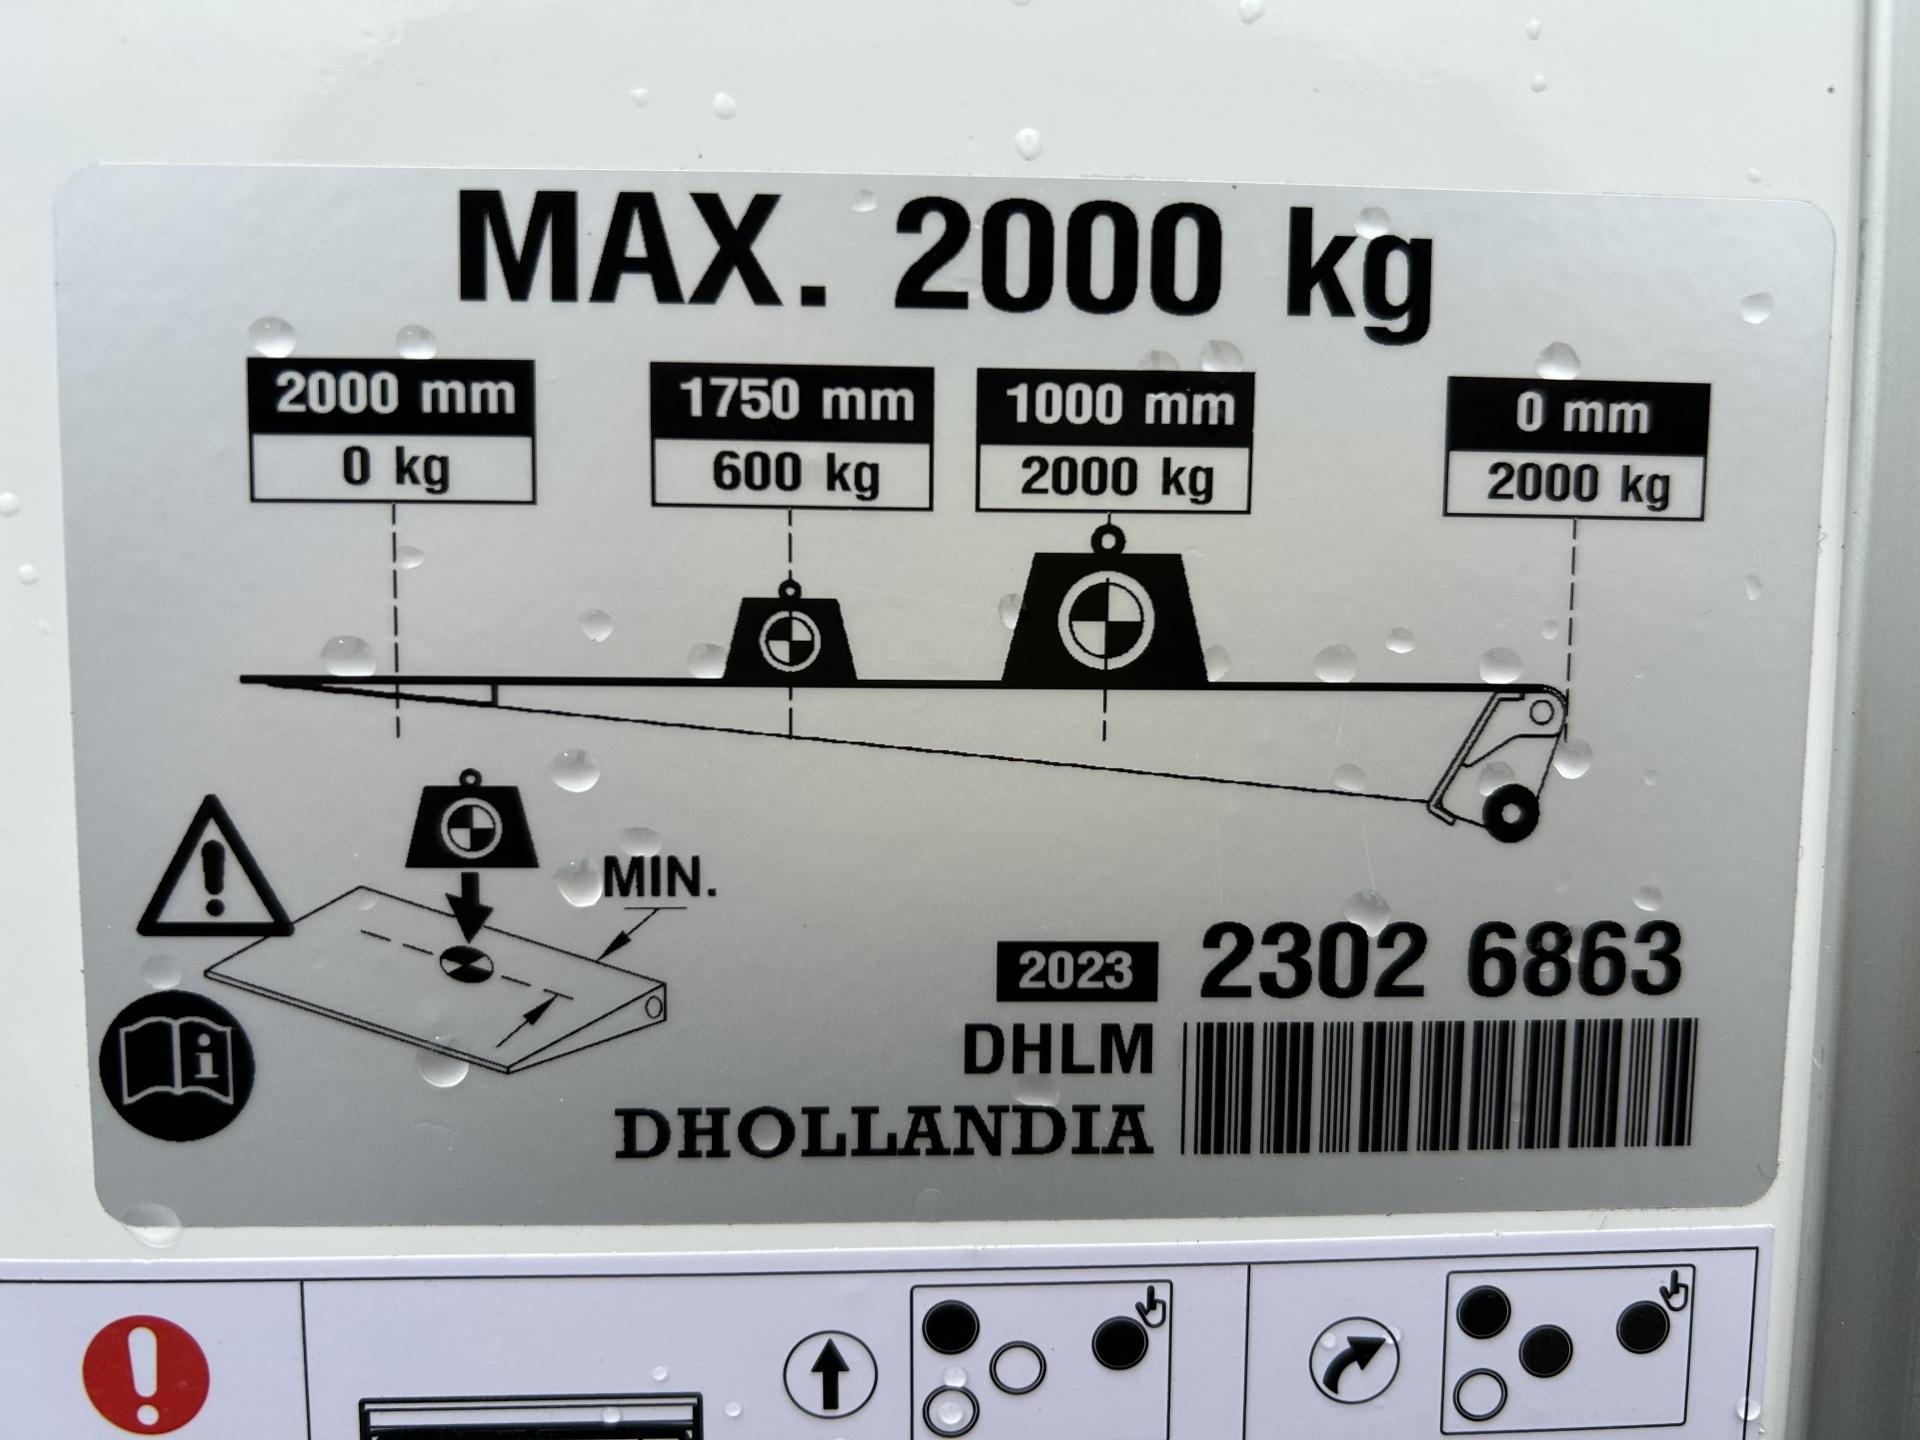 MAX. 2000 kg
2000 mm
0 kg
1750 mm
600 kg
1000 mm
2000 kg
0 mm
2000 kg
MIN.
2023 2302 6863
DHLM
DHOLLANDIA